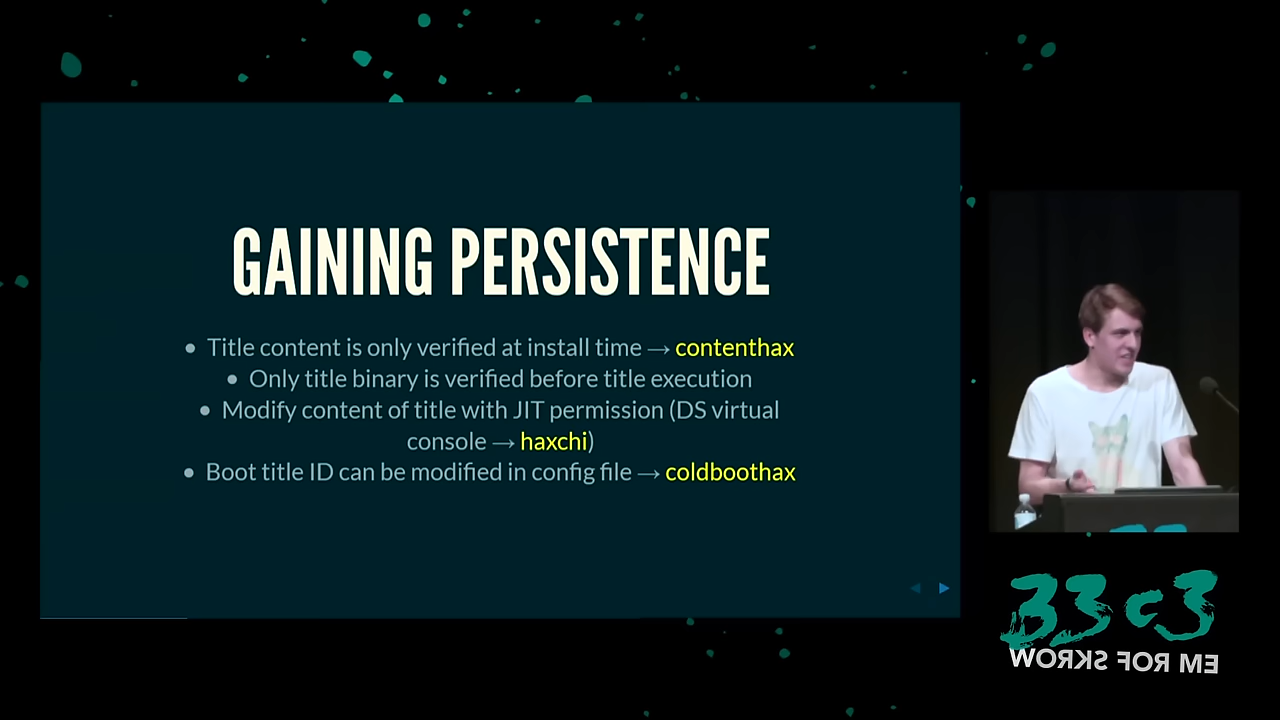 GAINING PERSISTENCE
• Title content is only verified at install time → contenthax
• Only title binary is verified before title execution
• Modify content of title with JIT permission (DS virtual
console → haxchi)
• Boot title ID can be modified in config file → coldboothax
33c3
WORKS FOR ME